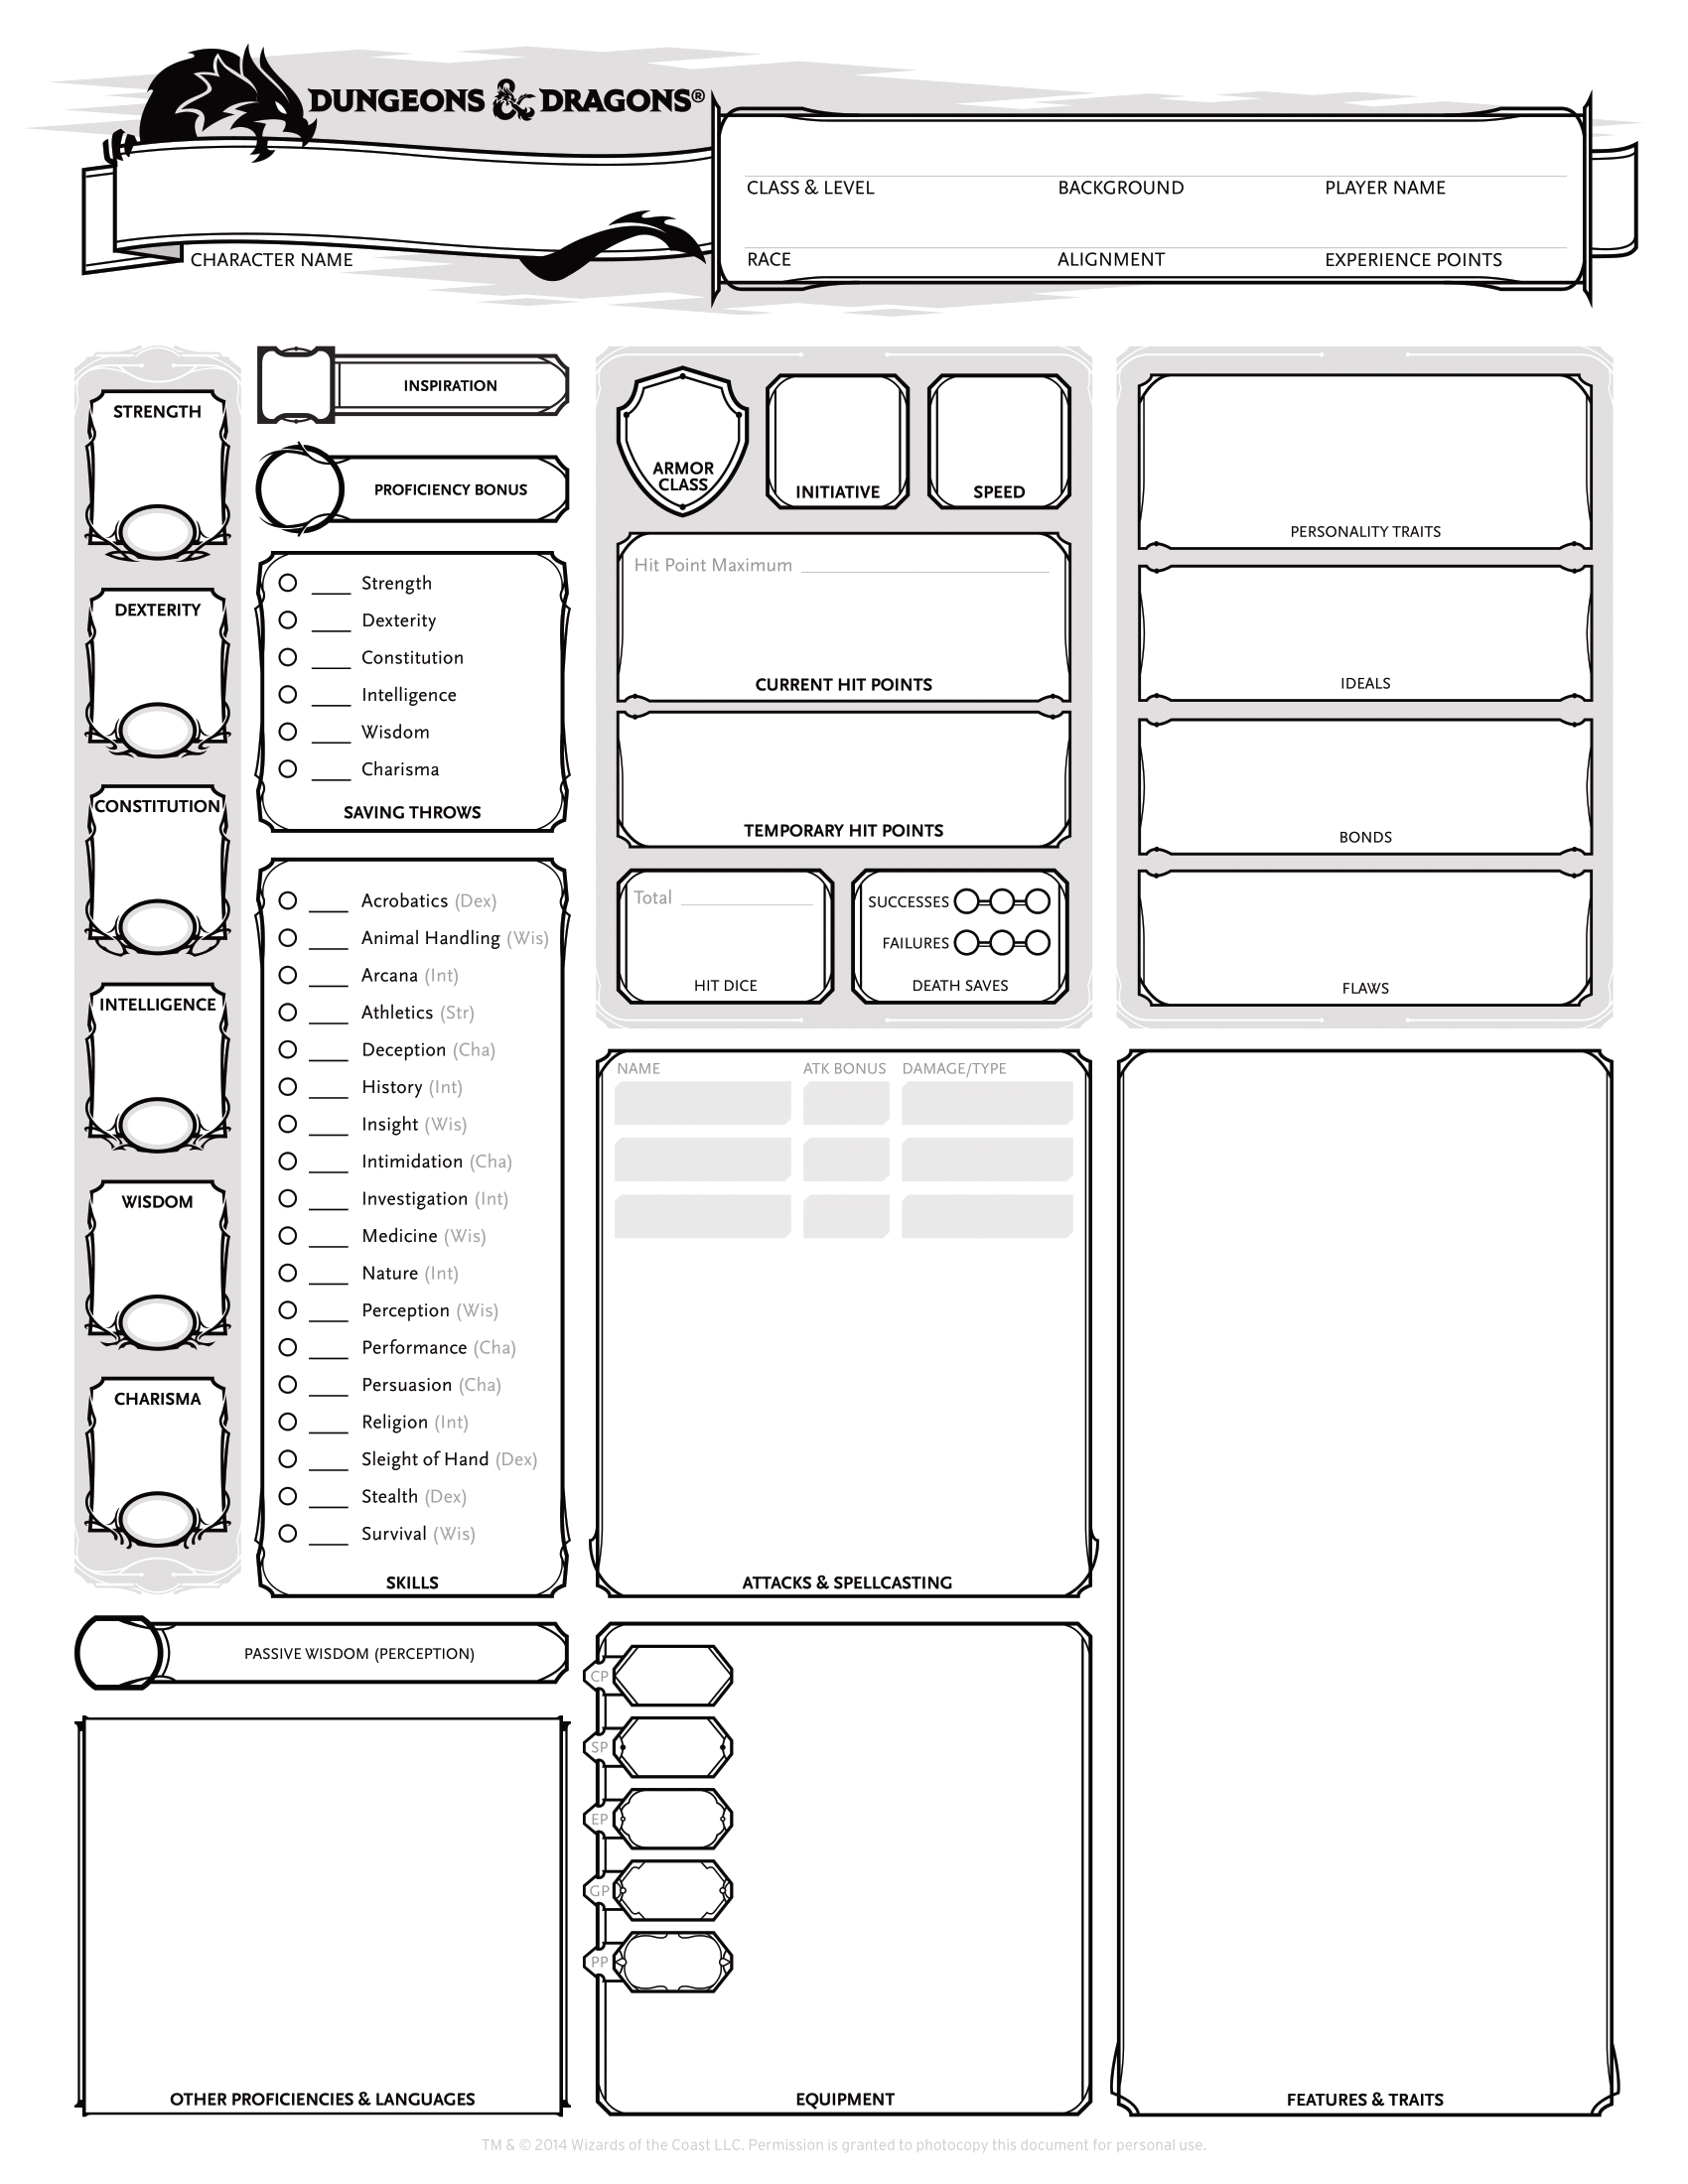 DUNGEONS & DRAGONS®
CLASS & LEVEL
BACKGROUND
PLAYER NAME
CHARACTER NAME
RACE
ALIGNMENT
EXPERIENCE POINTS
STRENGTH
DEXTERITY
CONSTITUTION
INTELLIGENCE
WISDOM
CHARISMA
INSPIRATION
PROFICIENCY BONUS
Strength
Dexterity
Constitution
Intelligence
Wisdom
Charisma
SAVING THROWS
Acrobatics (Dex)
Animal Handling (Wis)
Arcana (Int)
Athletics (Str)
Deception (Cha)
History (Int)
Insight (Wis)
Intimidation (Cha)
Investigation (Int)
Medicine (Wis)
Nature (Int)
Perception (Wis)
Performance (Cha)
Persuasion (Cha)
Religion (Int)
Sleight of Hand (Dex)
Stealth (Dex)
Survival (Wis)
SKILLS
PASSIVE WISDOM (PERCEPTION)
OTHER PROFICIENCIES & LANGUAGES
ARMOR
CLASS
INITIATIVE
SPEED
Hit Point Maximum
CURRENT HIT POINTS
TEMPORARY HIT POINTS
Total
HIT DICE
SUCCESSES
FAILURES
DEATH SAVES
NAME
ATK BONUS
DAMAGE/TYPE
ATTACKS & SPELLCASTING
CP
SP
EP
GP
PP
EQUIPMENT
PERSONALITY TRAITS
IDEALS
BONDS
FLAWS
FEATURES & TRAITS
TM & © 2014 Wizards of the Coast LLC. Permission is granted to photocopy this document for personal use.